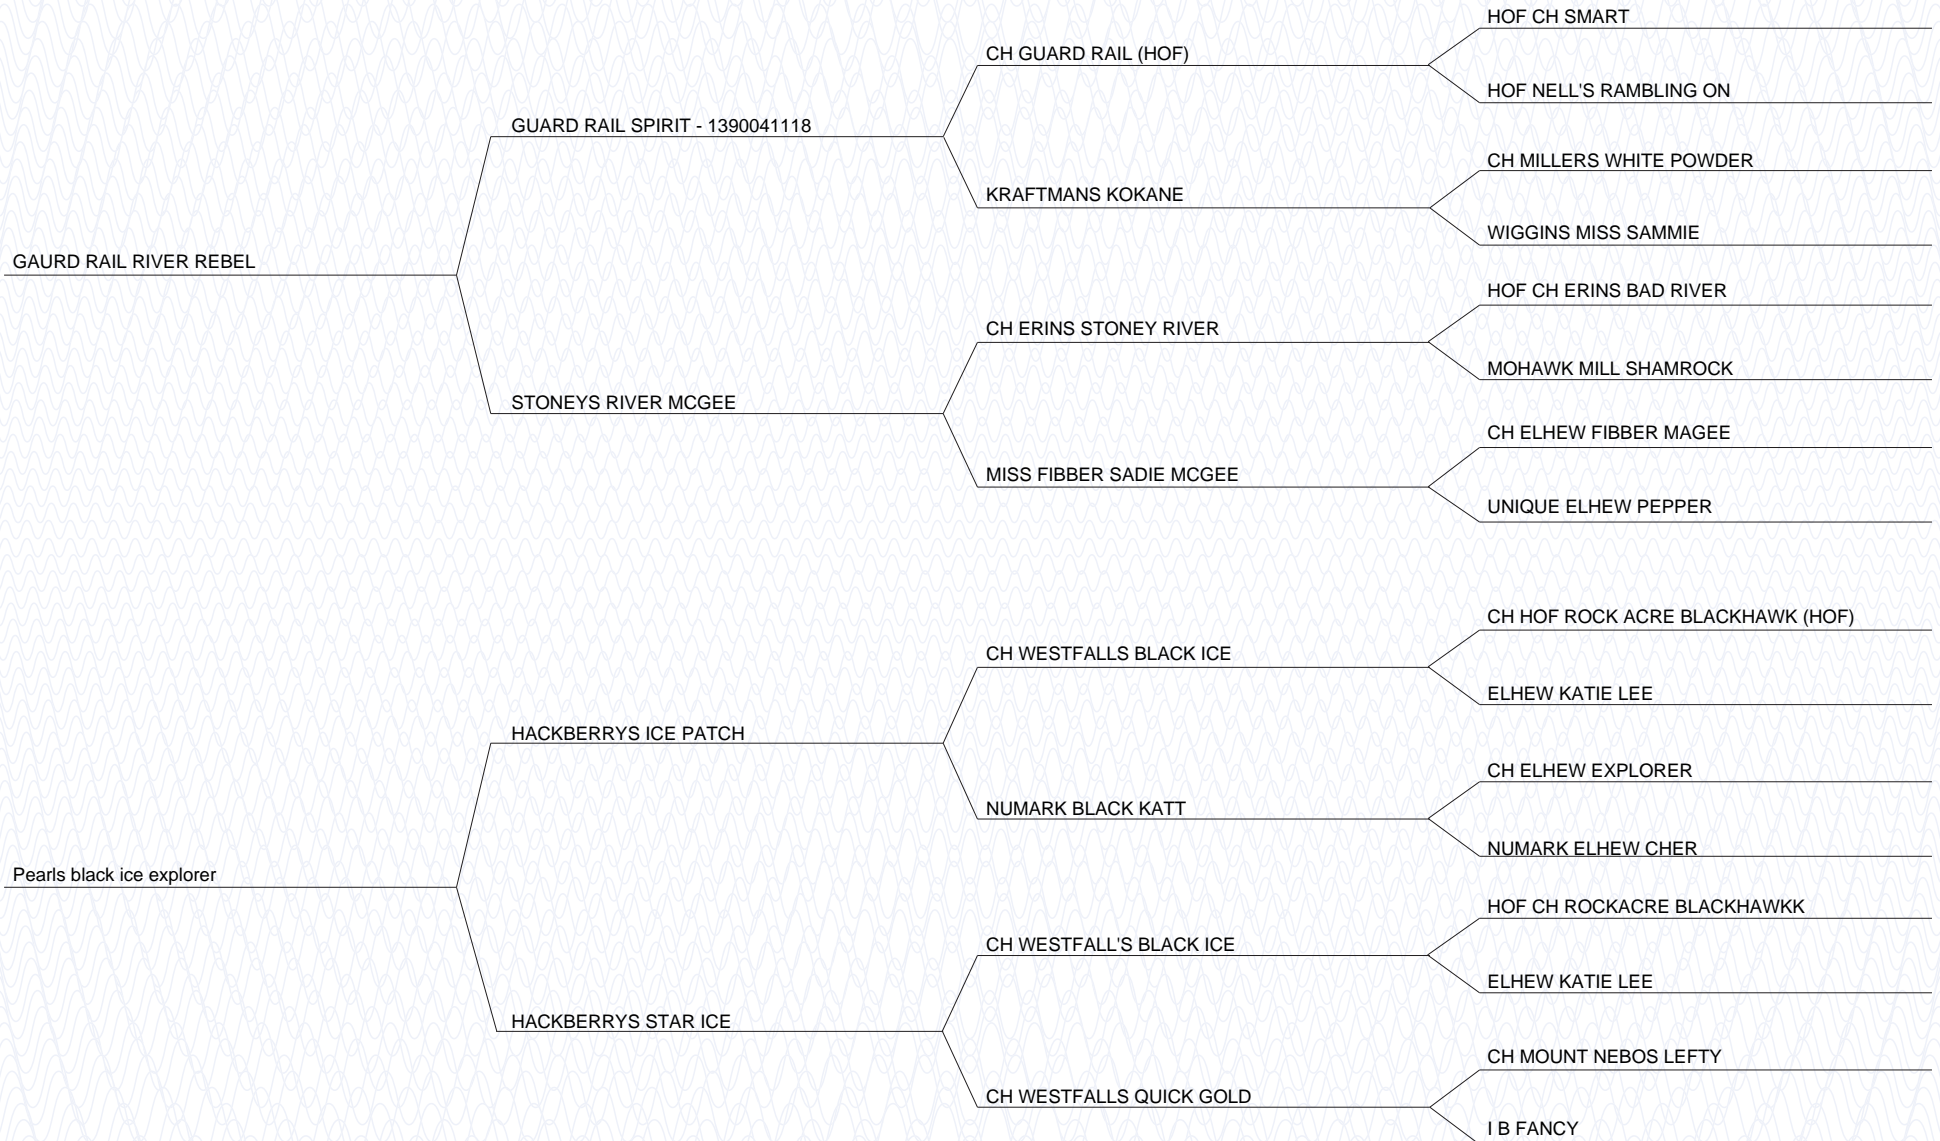 HOF CH SMART
CH GUARD RAIL (HOF)
HOF NELL'S RAMBLING ON
GUARD RAIL SPIRIT - 1390041118
CH MILLERS WHITE POWDER
KRAFTMANS KOKANE
WIGGINS MISS SAMMIE
GAURD RAIL RIVER REBEL
HOF CH ERINS BAD RIVER
CH ERINS STONEY RIVER
MOHAWK MILL SHAMROCK
STONEYS RIVER MCGEE
CH ELHEW FIBBER MAGEE
MISS FIBBER SADIE MCGEE
UNIQUE ELHEW PEPPER
CH HOF ROCK ACRE BLACKHAWK (HOF)
CH WESTFALLS BLACK ICE
ELHEW KATIE LEE
HACKBERRYS ICE PATCH
CH ELHEW EXPLORER
NUMARK BLACK KATT
NUMARK ELHEW CHER
Pearls black ice explorer
HOF CH ROCKACRE BLACKHAWKK
CH WESTFALL'S BLACK ICE
ELHEW KATIE LEE
HACKBERRYS STAR ICE
CH MOUNT NEBOS LEFTY
CH WESTFALLS QUICK GOLD
I B FANCY